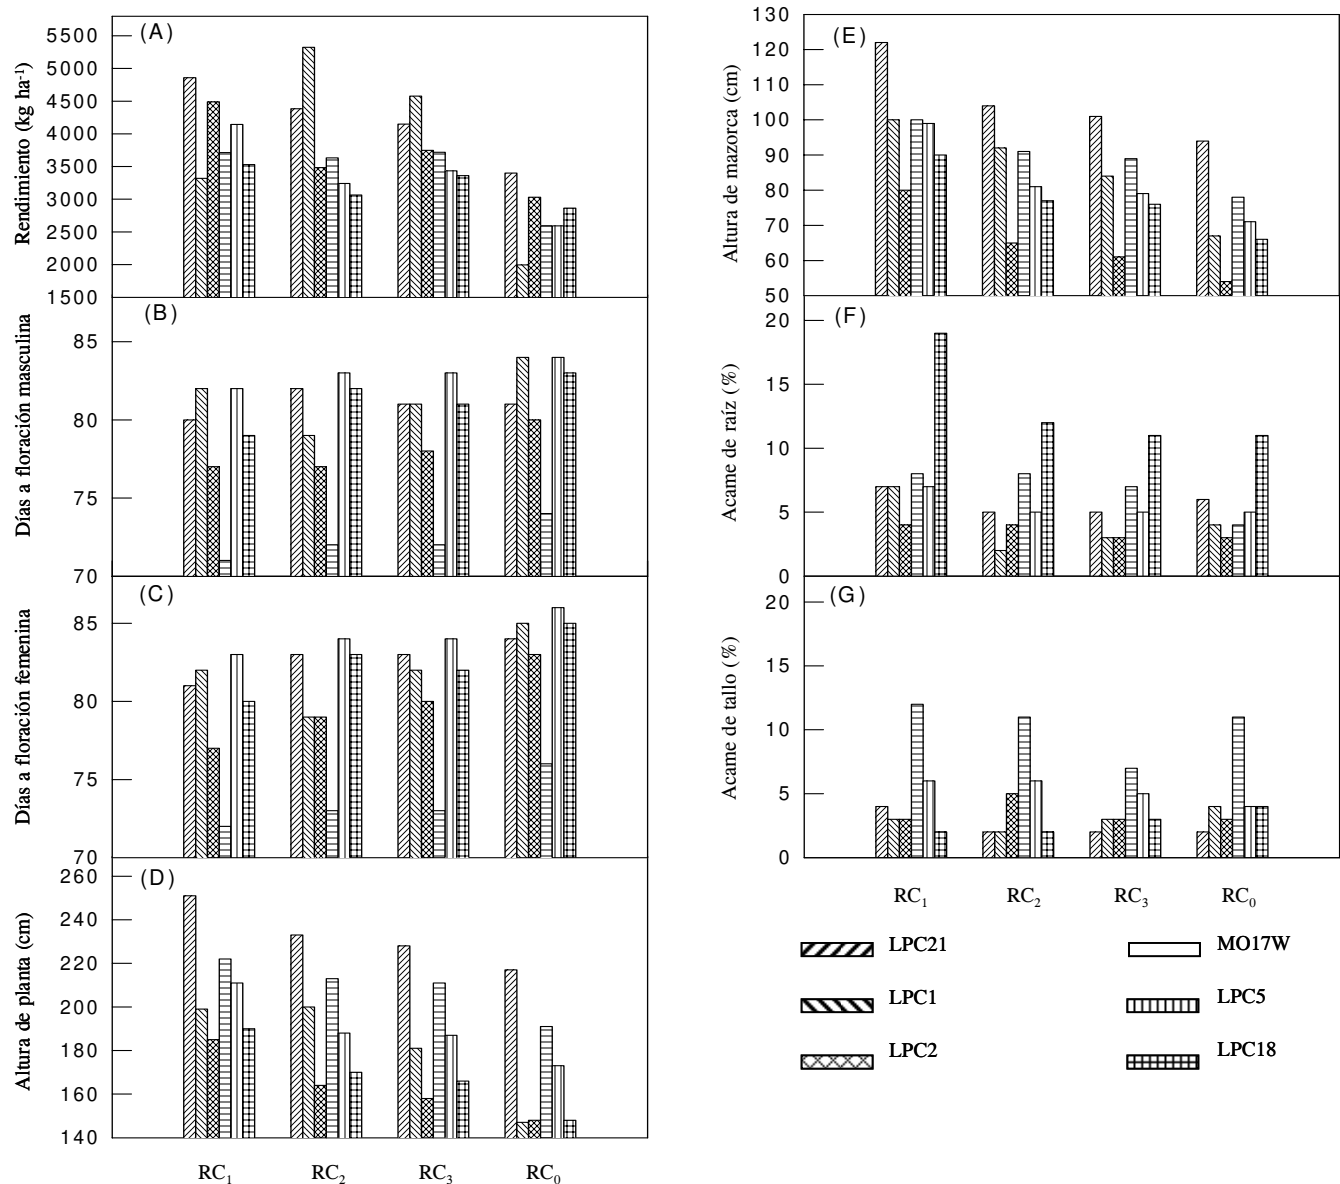 (A)
Rendimiento (kg ha⁻¹)
5500
5000
4500
4000
3500
3000
2500
2000
1500
(B)
Días a floración masculina
85
80
75
70
(C)
Días a floración femenina
85
80
75
70
(D)
Altura de planta (cm)
260
240
220
200
180
160
140
RC₁ RC₂ RC₃ RC₀
(E)
Altura de mazorca (cm)
130
120
110
100
90
80
70
60
50
(F)
Acame de raíz (%)
20
15
10
5
0
(G)
Acame de tallo (%)
20
15
10
5
0
RC₁ RC₂ RC₃ RC₀
LPC21
LPC1
LPC2
MO17W
LPC5
LPC18